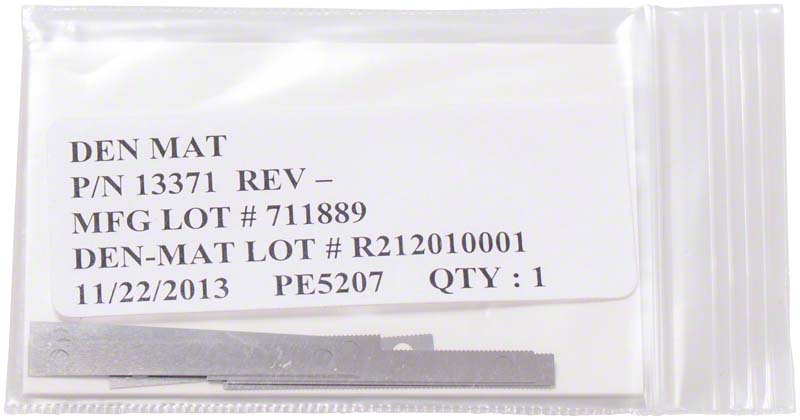 DEN MAT
P/N 13371 REV –
MFG LOT # 711889
DEN-MAT LOT # R212010001
11/22/2013 PE5207 QTY : 1